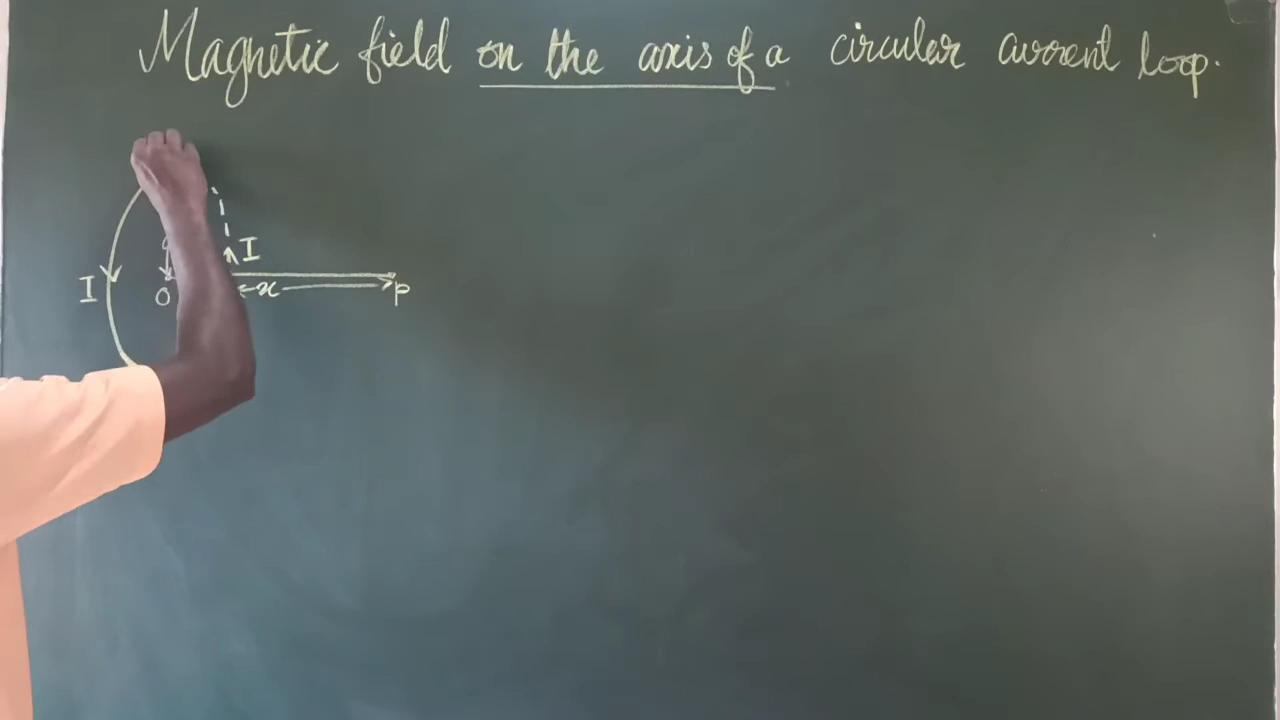 Magnetic field on the axis of a circular current loop.
I
I O x P